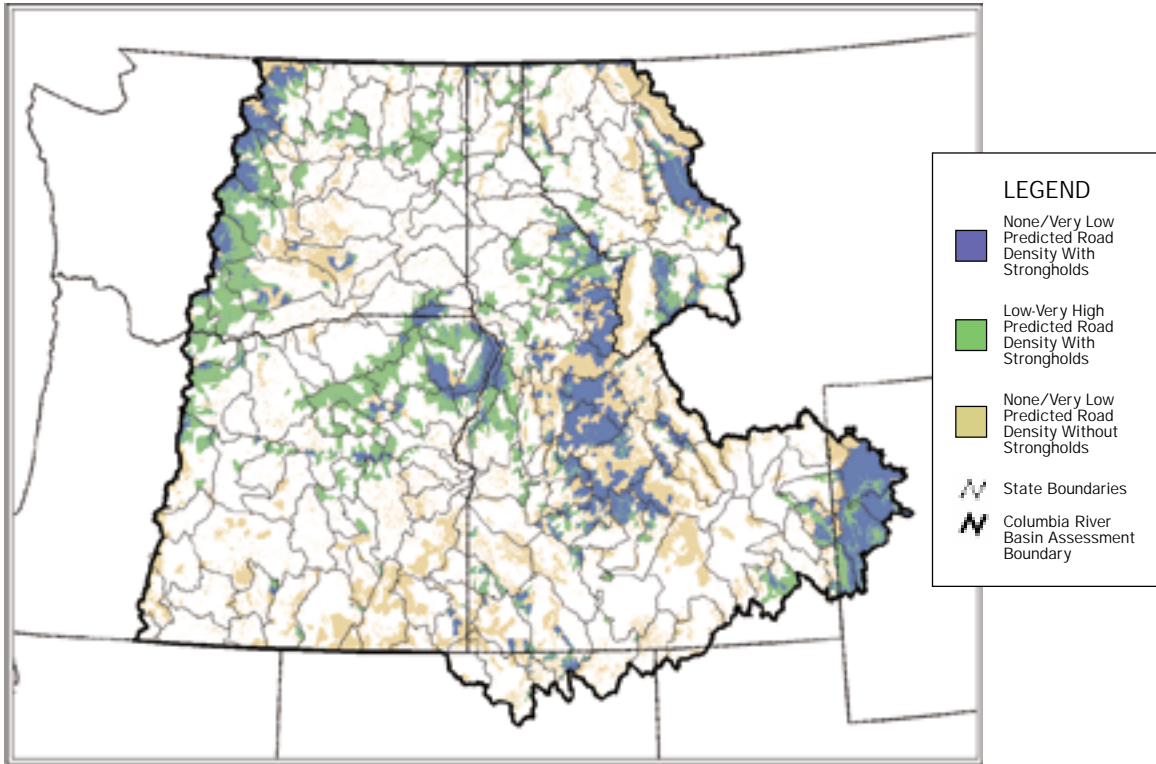 LEGEND
None/Very Low
Predicted Road
Density With
Strongholds
Low-Very High
Predicted Road
Density With
Strongholds
None/Very Low
Predicted Road
Density Without
Strongholds
State Boundaries
Columbia River
Basin Assessment
Boundary